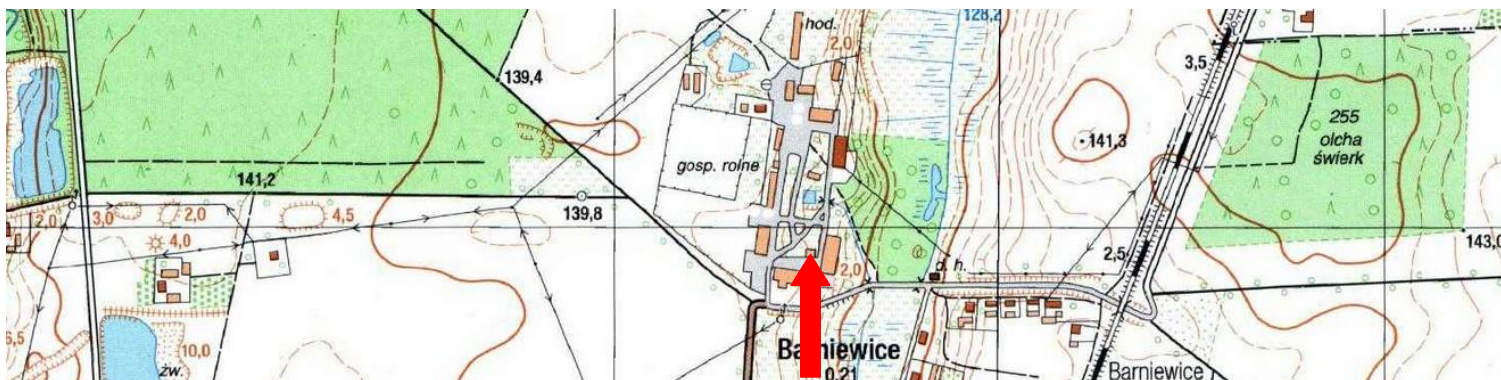 hod.
2,0
128,2
139,4
3,5
255
olcha
świerk
141,3
gosp. rolne
141,2
2,0
3,0
2,0
4,5
139,8
4,0
143,0
2,5
d. h.
2,0
6,5
10,0
żw.
Barniewice
0,21
Barniewice